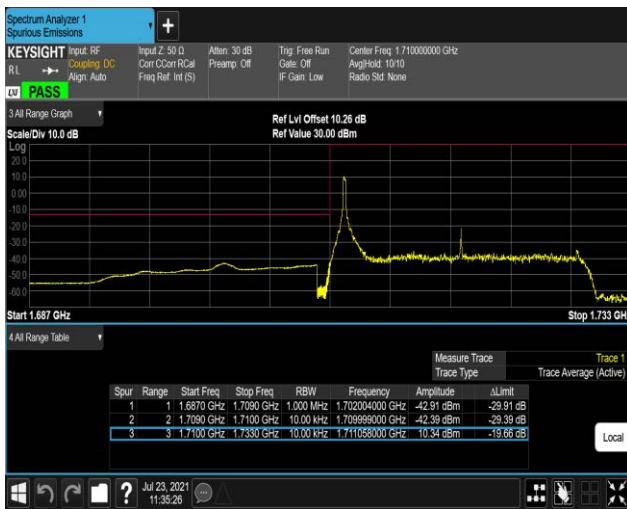 Spectrum Analyzer 1
Spurious Emissions
KEYSIGHT Input: RF Input Z: 50 Ω Atten: 30 dB Trig: Free Run Center Freq: 1.710000000 GHz
RL Coupling: DC Corr CCorr RCal Preamp: Off Gate: Off Avg|Hold: 10/10
Align: Auto Freq Ref: Int (S) IF Gain: Low Radio Std: None
LXI PASS
3 All Range Graph
Ref Lvl Offset 10.26 dB
Scale/Div 10.0 dB Ref Value 30.00 dBm
Log
20.0
10.0
0.00
-10.0
-20.0
-30.0
-40.0
-50.0
-60.0
Start 1.687 GHz Stop 1.733 GH
4 All Range Table
Measure Trace Trace 1
Trace Type Trace Average (Active)
Spur Range Start Freq Stop Freq RBW Frequency Amplitude ΔLimit
1 1 1.6870 GHz 1.7090 GHz 1.000 MHz 1.702004000 GHz -42.91 dBm -29.91 dB
2 2 1.7090 GHz 1.7100 GHz 10.00 kHz 1.709999000 GHz -42.39 dBm -29.39 dB
3 3 1.7100 GHz 1.7330 GHz 10.00 kHz 1.711058000 GHz 10.34 dBm -19.66 dB
Local
? Jul 23, 2021
11:35:26